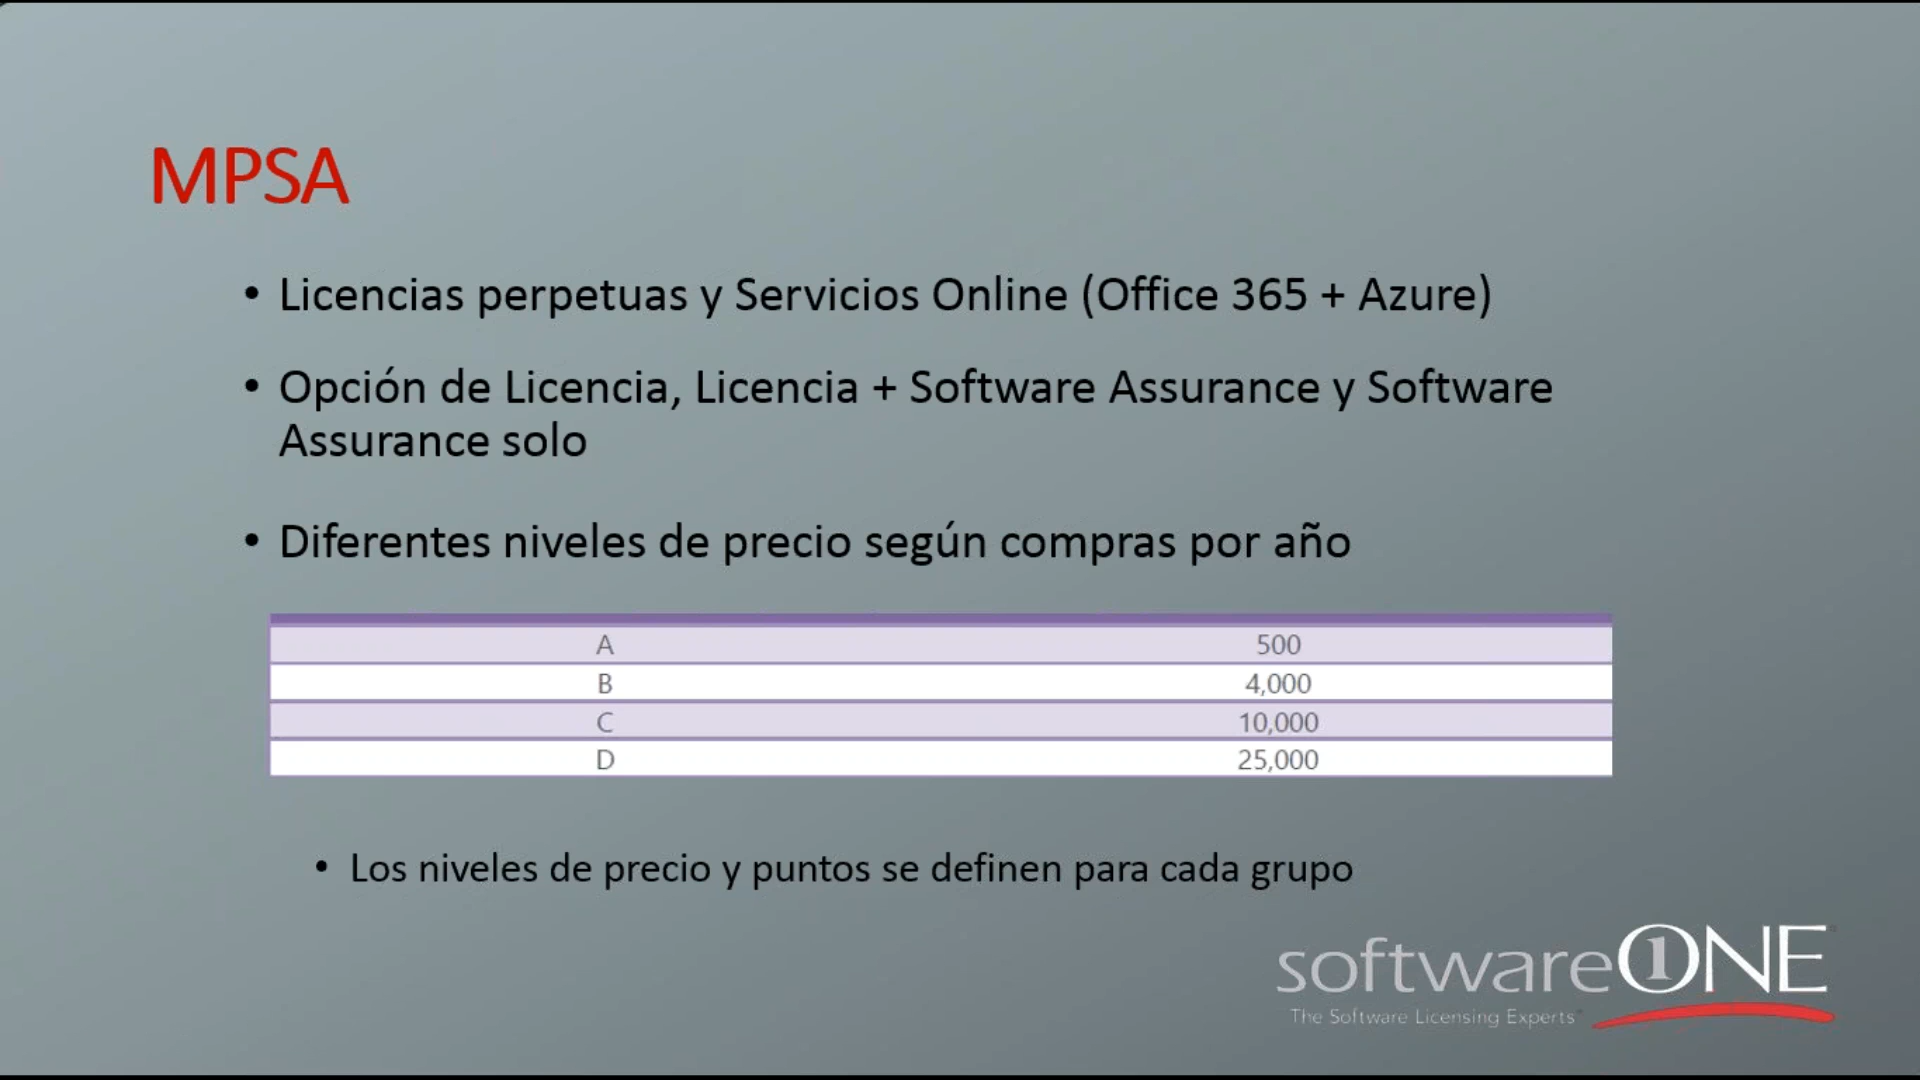 MPSA
• Licencias perpetuas y Servicios Online (Office 365 + Azure)
• Opción de Licencia, Licencia + Software Assurance y Software
Assurance solo
• Diferentes niveles de precio según compras por año
A 500
B 4,000
C 10,000
D 25,000
• Los niveles de precio y puntos se definen para cada grupo
softwareONE
The Software Licensing Experts